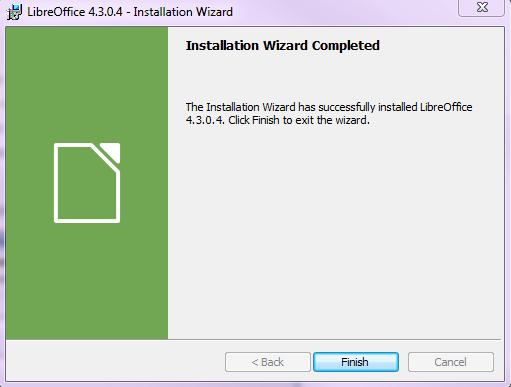 LibreOffice 4.3.0.4 - Installation Wizard
Installation Wizard Completed
The Installation Wizard has successfully installed LibreOffice
4.3.0.4. Click Finish to exit the wizard.
< Back
Finish
Cancel